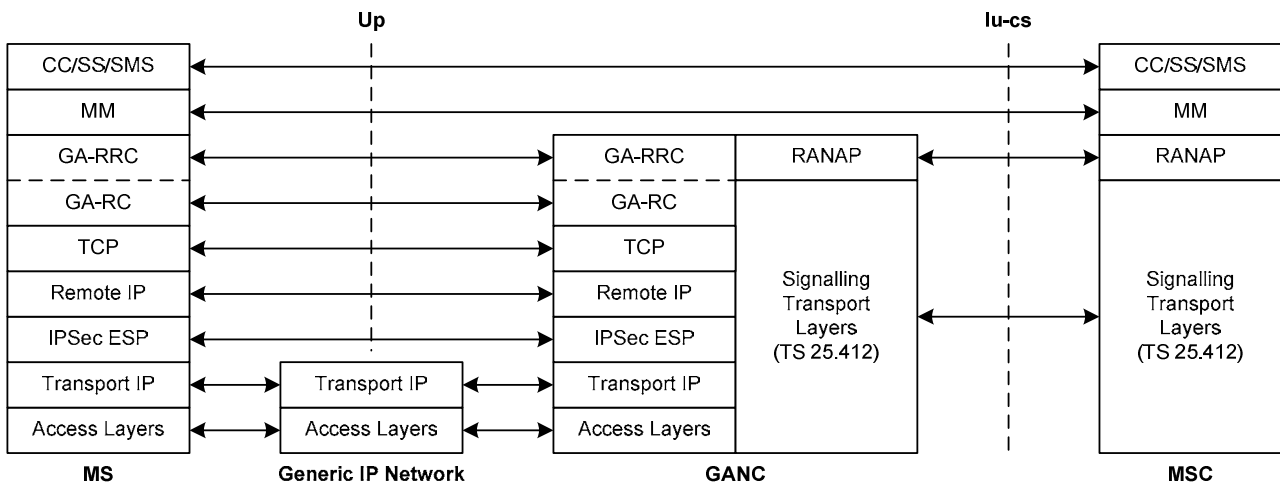 Up
Iu-cs
CC/SS/SMS
CC/SS/SMS
MM
MM
GA-RRC
GA-RRC
RANAP
RANAP
GA-RC
GA-RC
TCP
TCP
Remote IP
Remote IP
Signalling
Transport
Layers
(TS 25.412)
Signalling
Transport
Layers
(TS 25.412)
IPSec ESP
IPSec ESP
Transport IP
Transport IP
Transport IP
Access Layers
Access Layers
Access Layers
MS
Generic IP Network
GANC
MSC